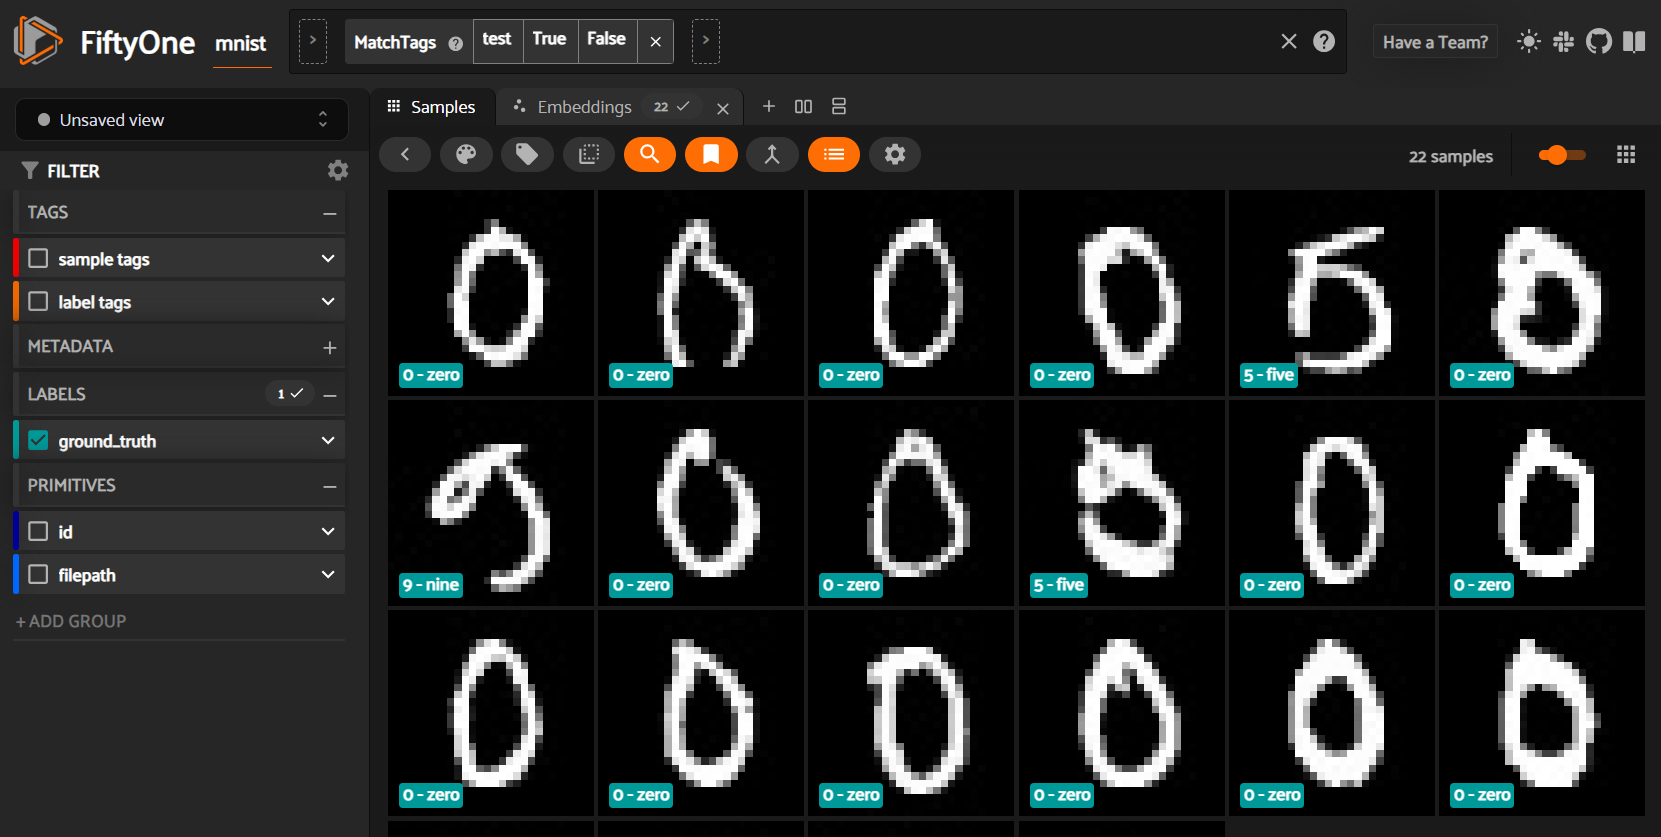 FiftyOne mnist
MatchTags ? test True False ×
? Have a Team?
Unsaved view
Samples Embeddings 22
22 samples
FILTER
TAGS
sample tags
label tags
METADATA
LABELS 1
ground_truth
PRIMITIVES
id
filepath
+ ADD GROUP
0 - zero 0 - zero 0 - zero 0 - zero 5 - five 0 - zero
9 - nine 0 - zero 0 - zero 5 - five 0 - zero 0 - zero
0 - zero 0 - zero 0 - zero 0 - zero 0 - zero 0 - zero